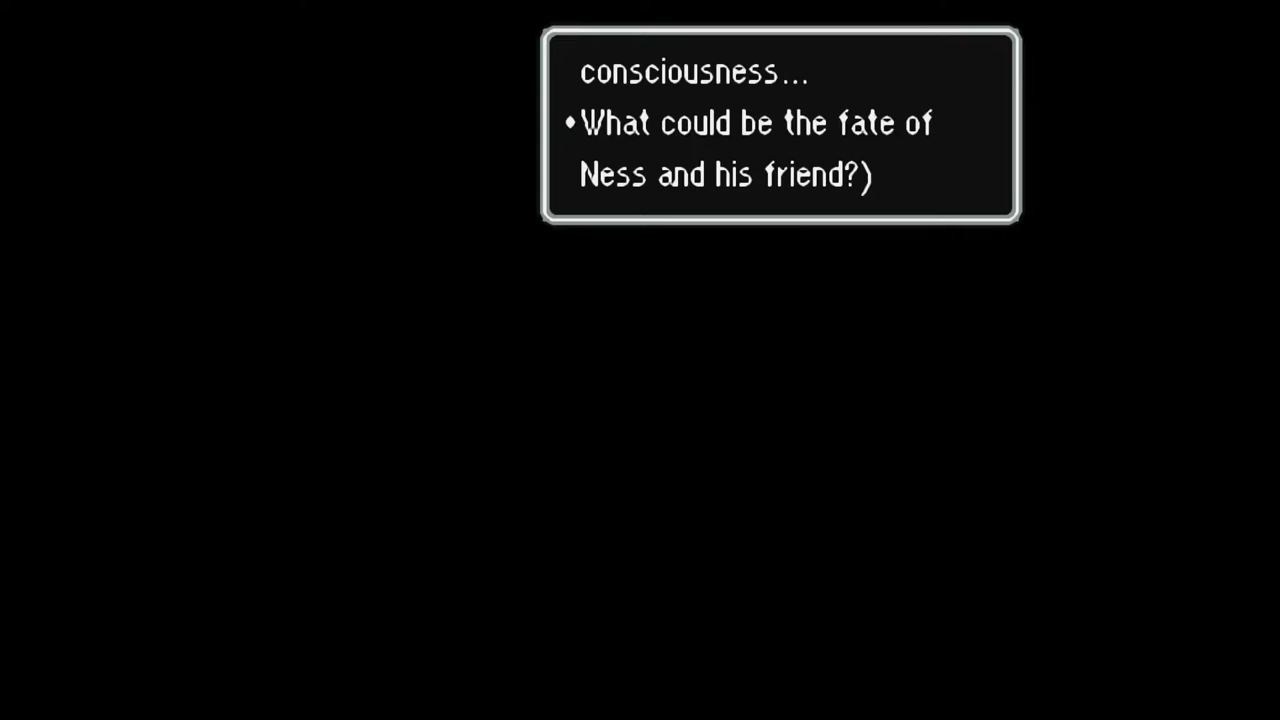 consciousness...
•What could be the fate of
Ness and his friend?)